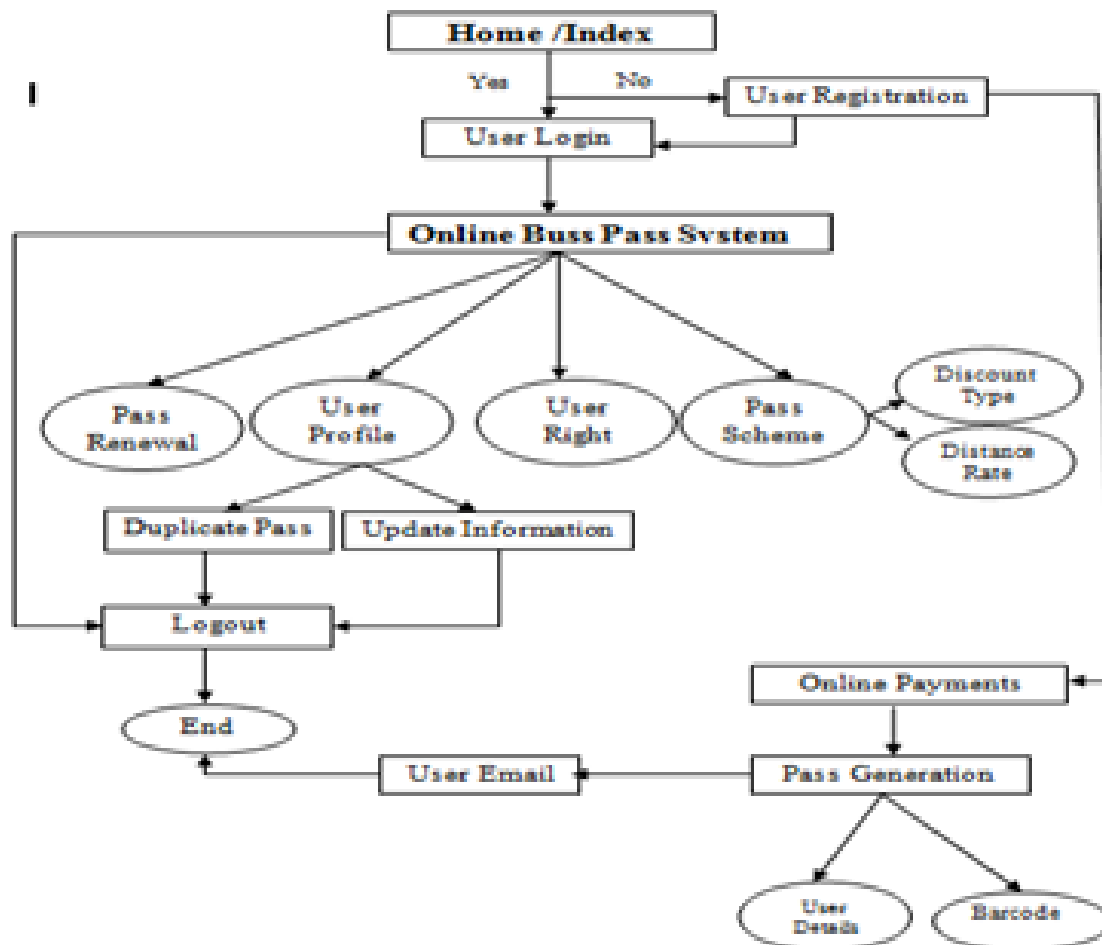 Home /Index
Yes
No
User Registration
User Login
Online Buss Pass System
Pass
Renewal
User
Profile
User
Right
Pass
Scheme
Discount
Type
Distance
Rate
Duplicate Pass
Update Information
Logout
Online Payments
End
User Email
Pass Generation
User
Details
Barcode